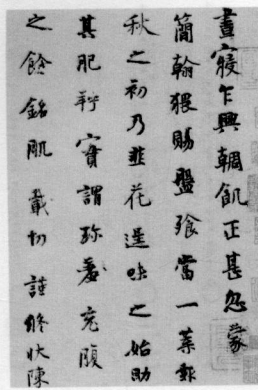 晝寢乍興輖飢正甚忽蒙
簡翰猥賜盤飧當一葉報
秋之初乃韮花逞味之始助
其肥羜實謂珍羞充腹
之餘銘肌載切謹修狀陳